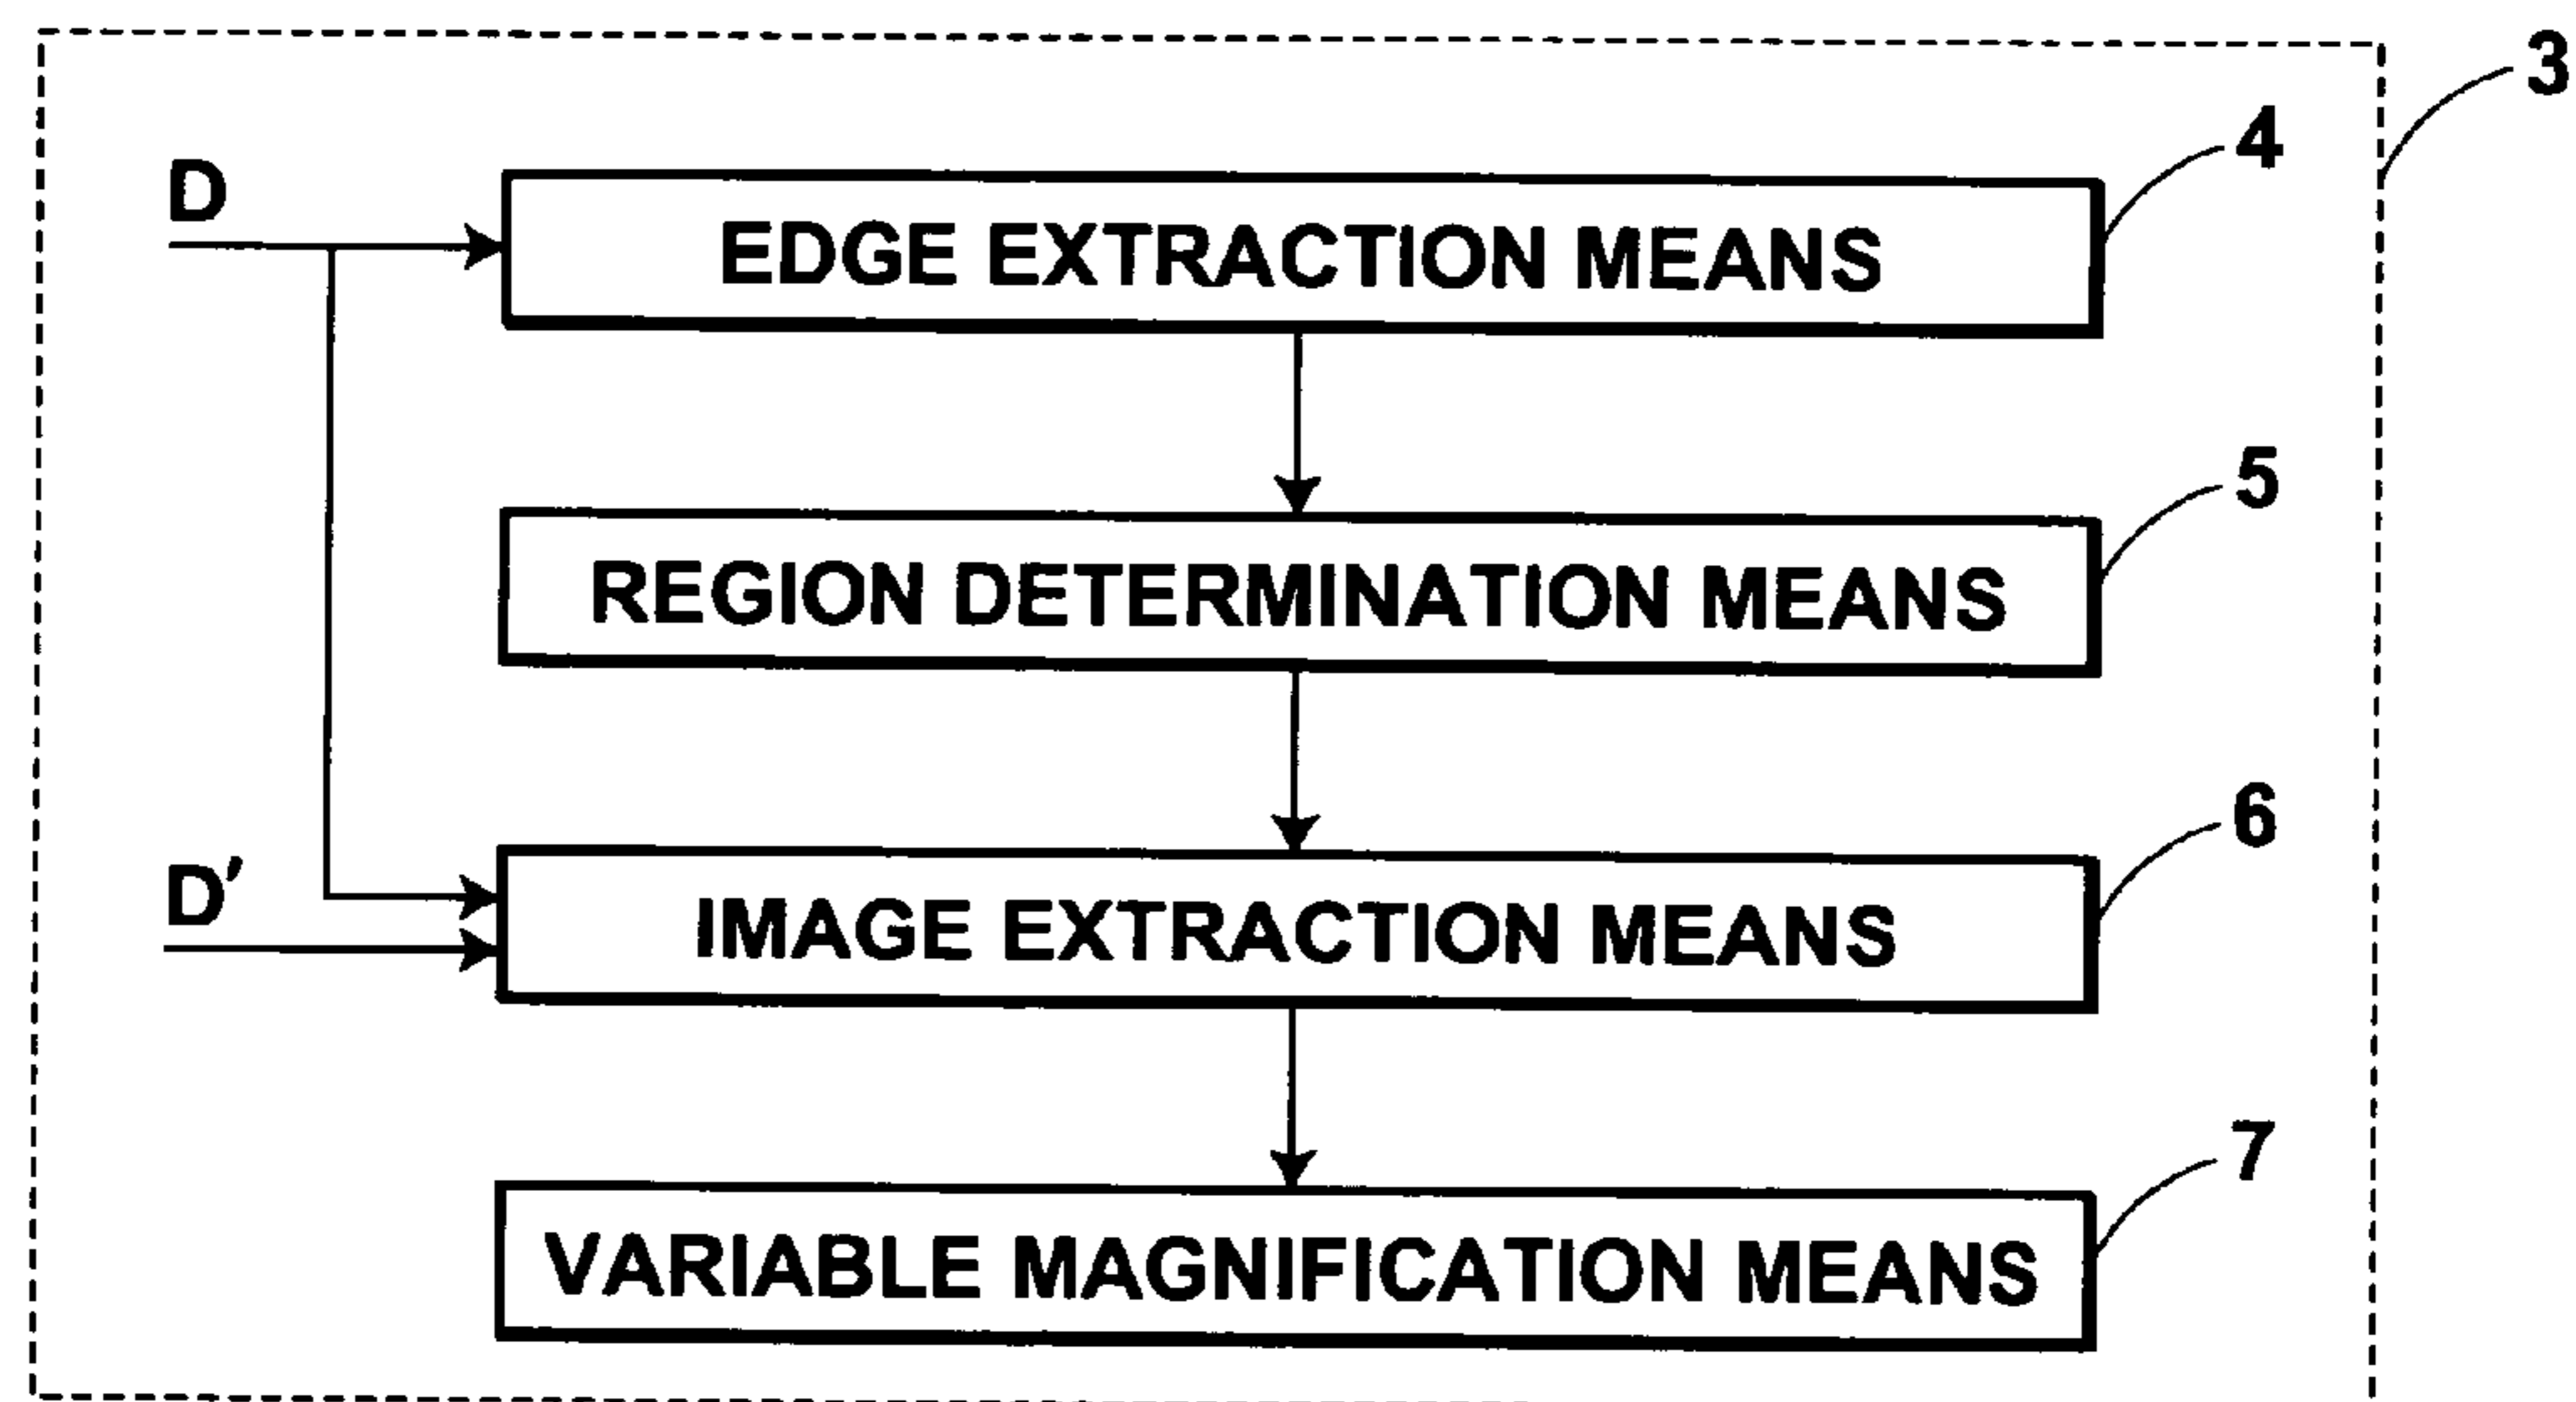 3
4
D
EDGE EXTRACTION MEANS
5
REGION DETERMINATION MEANS
6
D′
IMAGE EXTRACTION MEANS
7
VARIABLE MAGNIFICATION MEANS